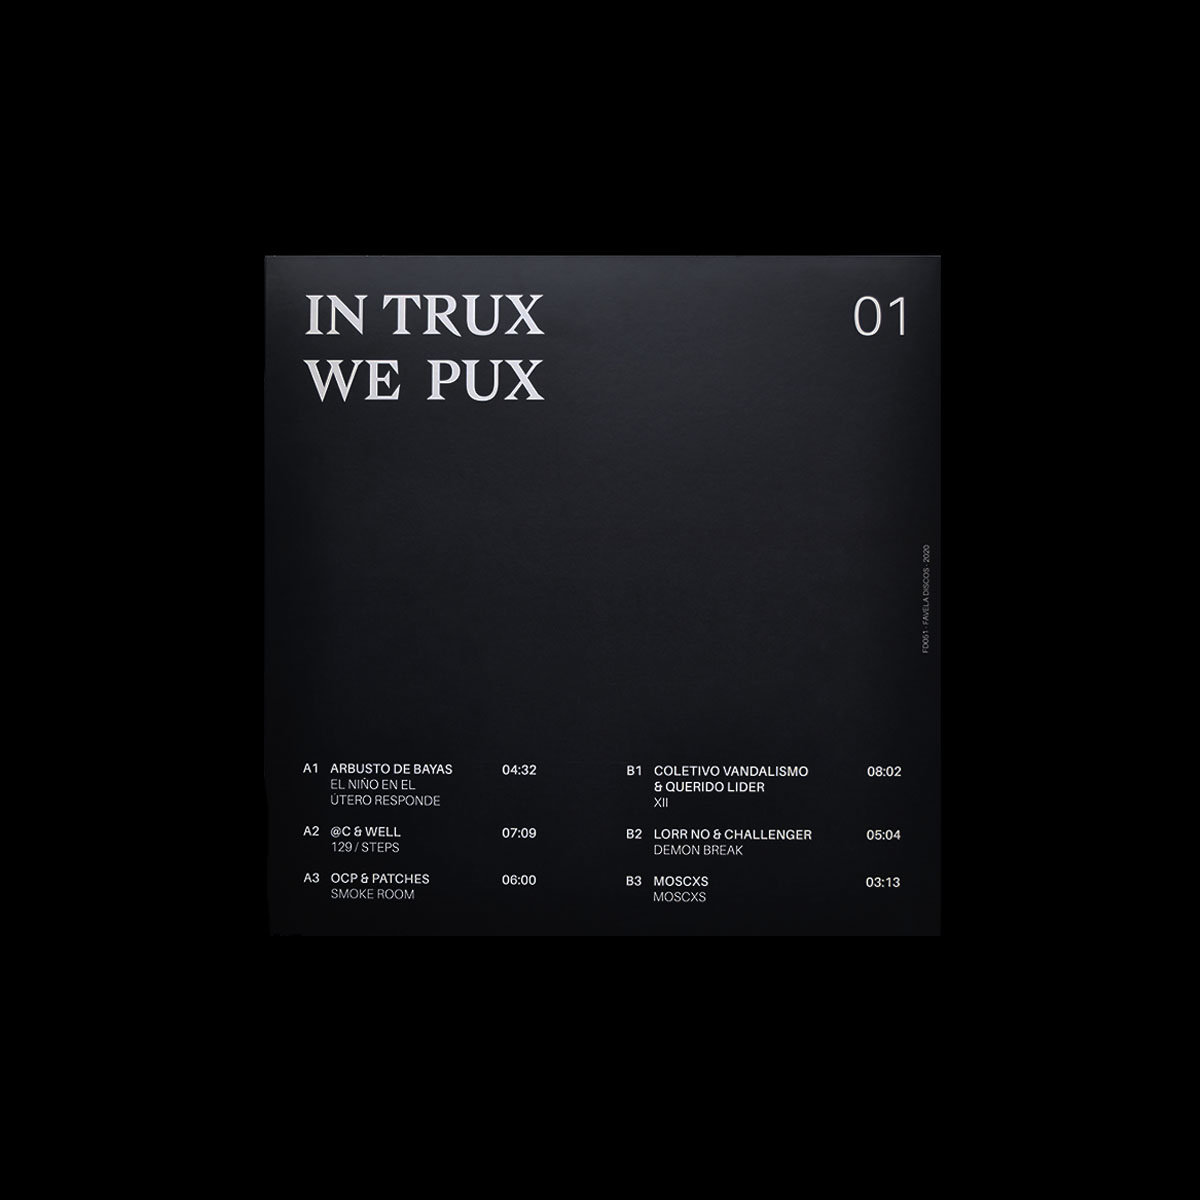 IN TRUX
WE PUX
01
FD051 - FAVELA DISCOS - 2020
A1 ARBUSTO DE BAYAS 04:32
EL NIÑO EN EL
ÚTERO RESPONDE
A2 @C & WELL 07:09
129 / STEPS
A3 OCP & PATCHES 06:00
SMOKE ROOM
B1 COLETIVO VANDALISMO 08:02
& QUERIDO LIDER
XII
B2 LORR NO & CHALLENGER 05:04
DEMON BREAK
B3 MOSCXS 03:13
MOSCXS